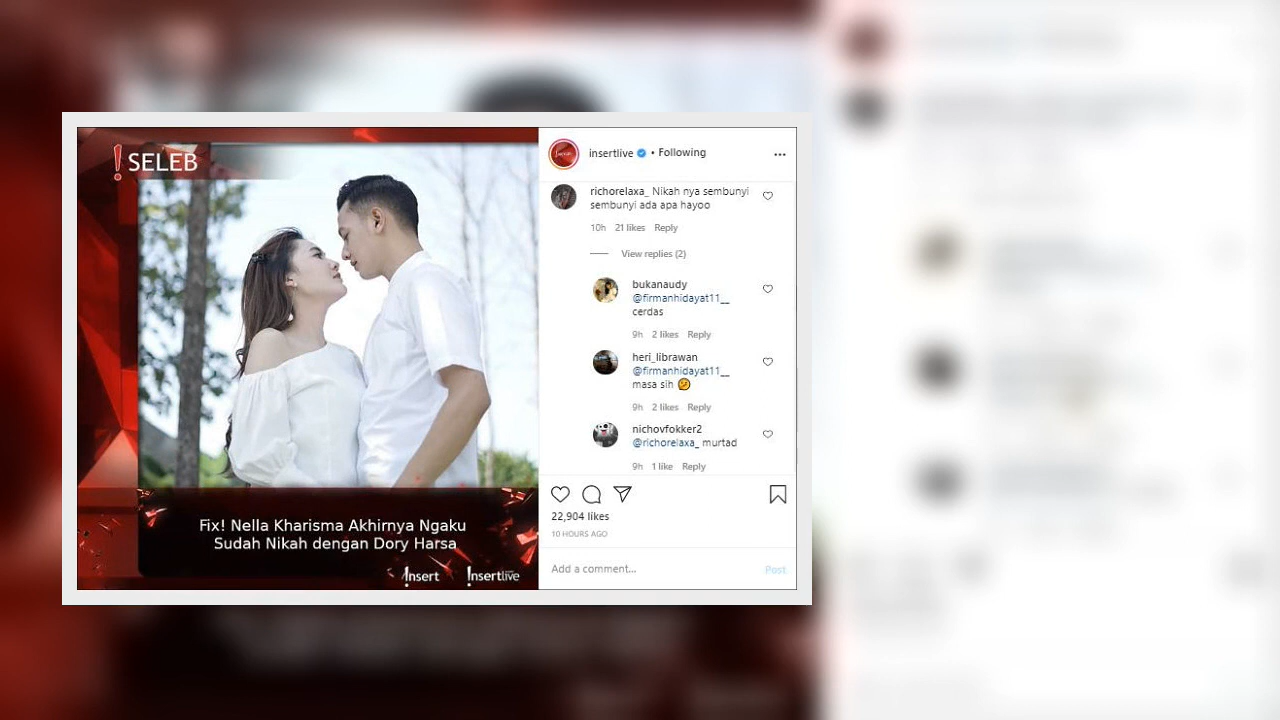 !SELEB
Fix! Nella Kharisma Akhirnya Ngaku
Sudah Nikah dengan Dory Harsa
Insert
Insertlive
insertlive • Following
richorelaxa_ Nikah nya sembunyi
sembunyi ada apa hayoo
10h 21 likes Reply
View replies (2)
bukanaudy
@firmanhidayat11__
cerdas
9h 2 likes Reply
heri_librawan
@firmanhidayat11__
masa sih 🤔
9h 2 likes Reply
nichovfokker2
@richorelaxa_ murtad
9h 1 like Reply
22,904 likes
10 HOURS AGO
Add a comment...
Post